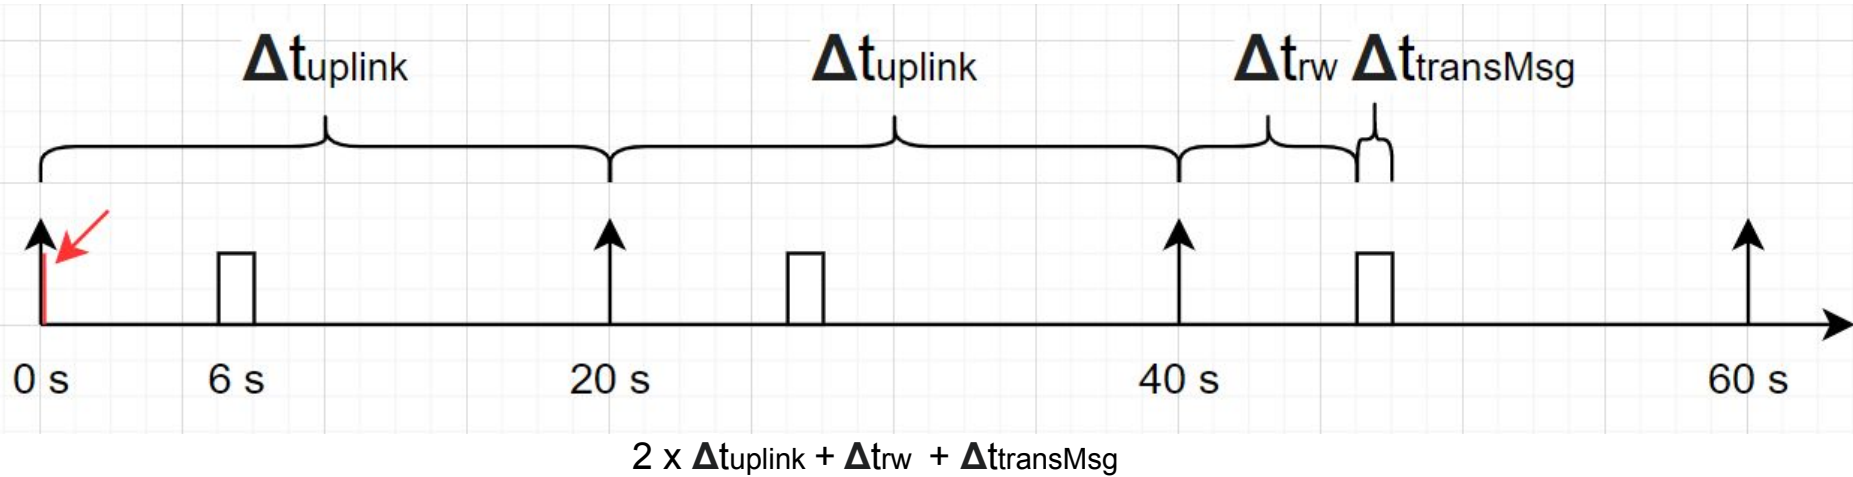 Δtuplink Δtuplink Δtrw ΔttransMsg
0 s 6 s 20 s 40 s 60 s
2 x Δtuplink + Δtrw + ΔttransMsg